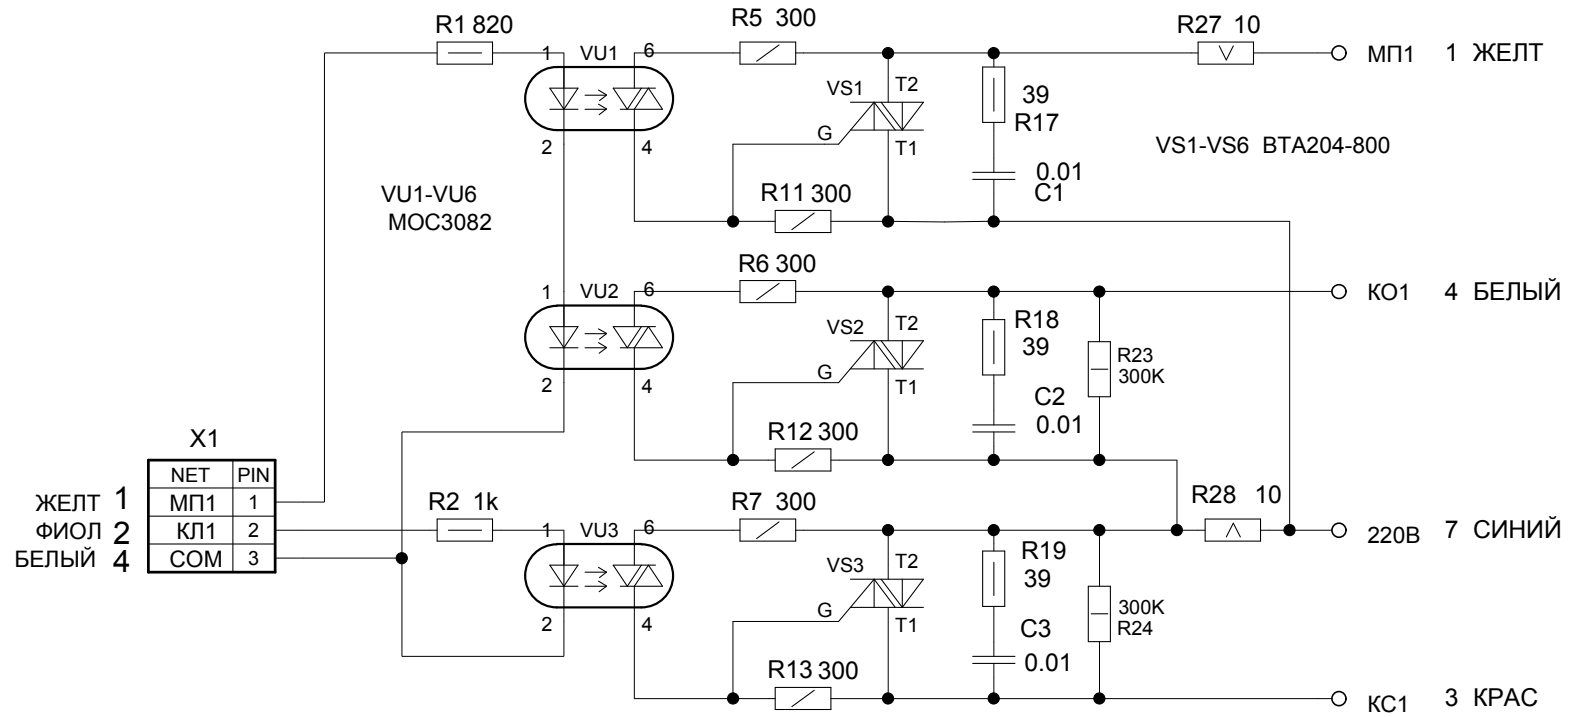 R1 820
R5 300
R27 10
1
VU1
6
МП1 1 ЖЕЛТ
VS1
T2
39
R17
G
T1
VS1-VS6 BTA204-800
2
4
0.01
C1
VU1-VU6
MOC3082
R11 300
R6 300
1
VU2
6
КО1 4 БЕЛЫЙ
VS2
T2
R18
39
R23
300K
G
T1
2
4
C2
0.01
R12 300
X1
NET PIN
ЖЕЛТ 1 МП1 1
ФИОЛ 2 КЛ1 2
БЕЛЫЙ 4 COM 3
R2 1k
R7 300
R28 10
1
VU3
6
220В 7 СИНИЙ
VS3
T2
R19
39
G
T1
300K
R24
2
4
C3
0.01
R13 300
КС1 3 КРАС